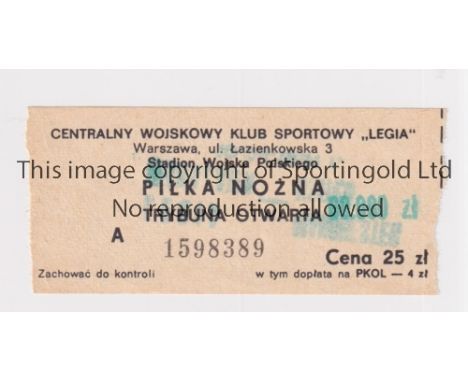 CENTRALNY WOJSKOWY KLUB SPORTOWY „LEGIA"
Warszawa, ul. Łazienkowska 3
Stadion Wojska Polskiego
This image copyright of Sportingold Ltd
PIŁKA NOŻNA
No reproduction allowed
zł
TRYBUNA OTWARTA
A
1598389
Cena 25 zł
Zachować do kontroli
w tym dopłata na PKOL — 4 zł